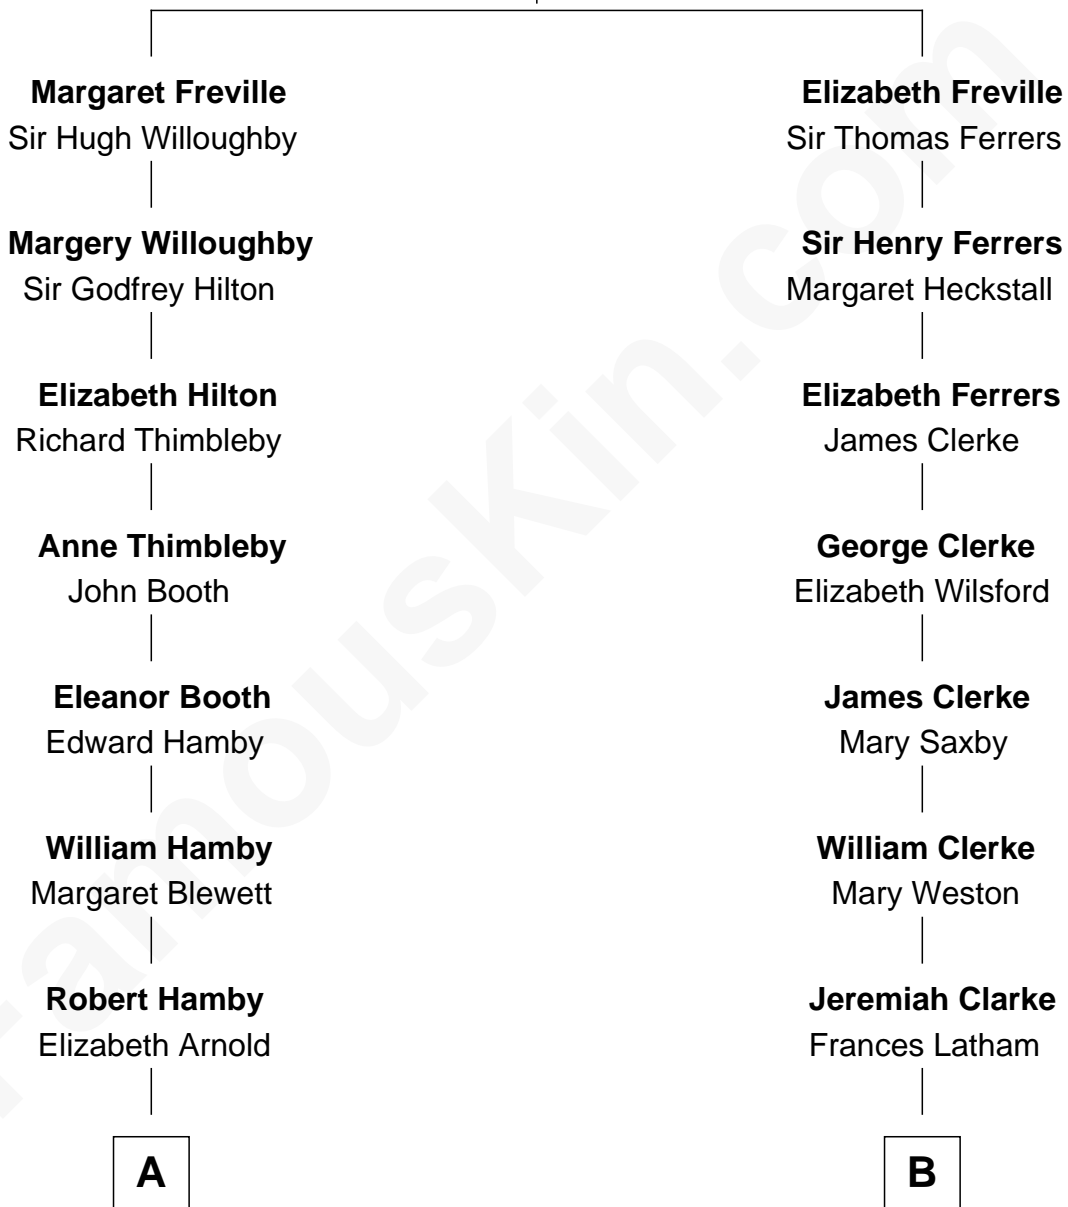 Margaret Freville
Sir Hugh Willoughby
Margery Willoughby
Sir Godfrey Hilton
Elizabeth Hilton
Richard Thimbleby
Anne Thimbleby
John Booth
Eleanor Booth
Edward Hamby
William Hamby
Margaret Blewett
Robert Hamby
Elizabeth Arnold
A
Elizabeth Freville
Sir Thomas Ferrers
Sir Henry Ferrers
Margaret Heckstall
Elizabeth Ferrers
James Clerke
George Clerke
Elizabeth Wilsford
James Clerke
Mary Saxby
William Clerke
Mary Weston
Jeremiah Clarke
Frances Latham
B
FamousKin.com